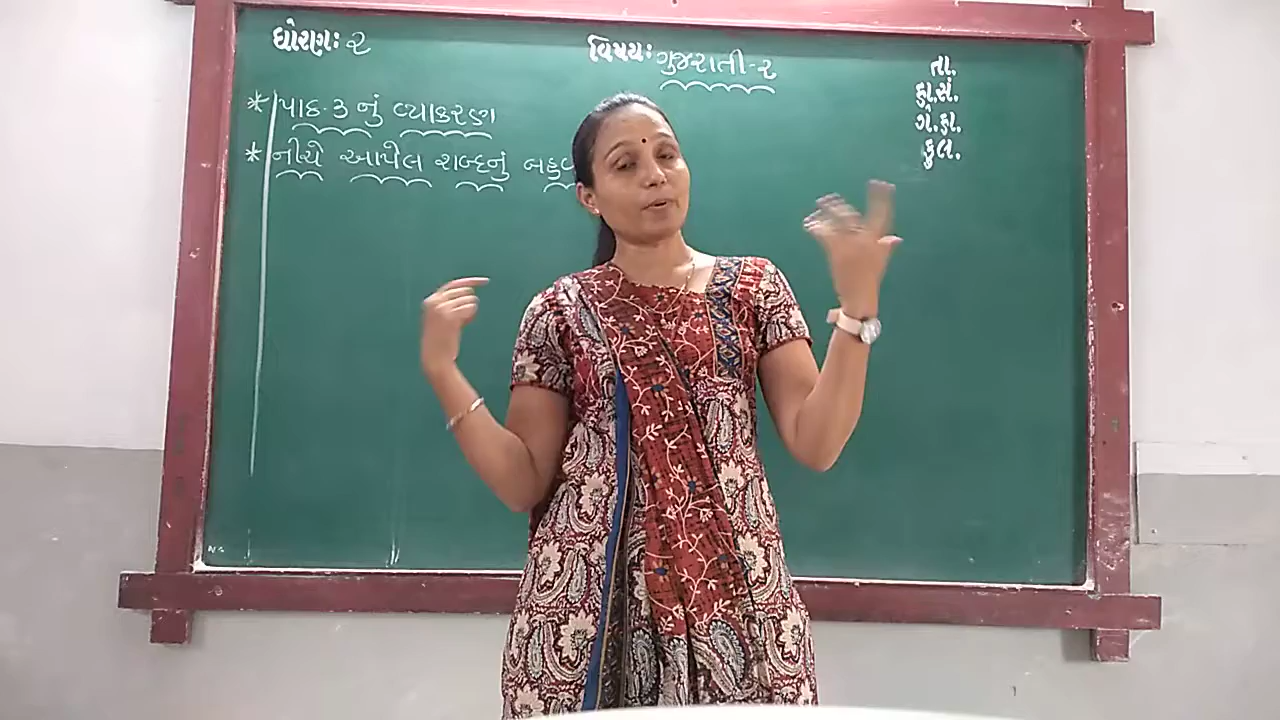 ધોરણઃ ૨
વિષયઃ ગુજરાતી-૨
તા.
હા.સં.
ગે.હા.
કુલ.
* પાઠ-૩ નું વ્યાકરણ
* નીચે આપેલ શબ્દનું